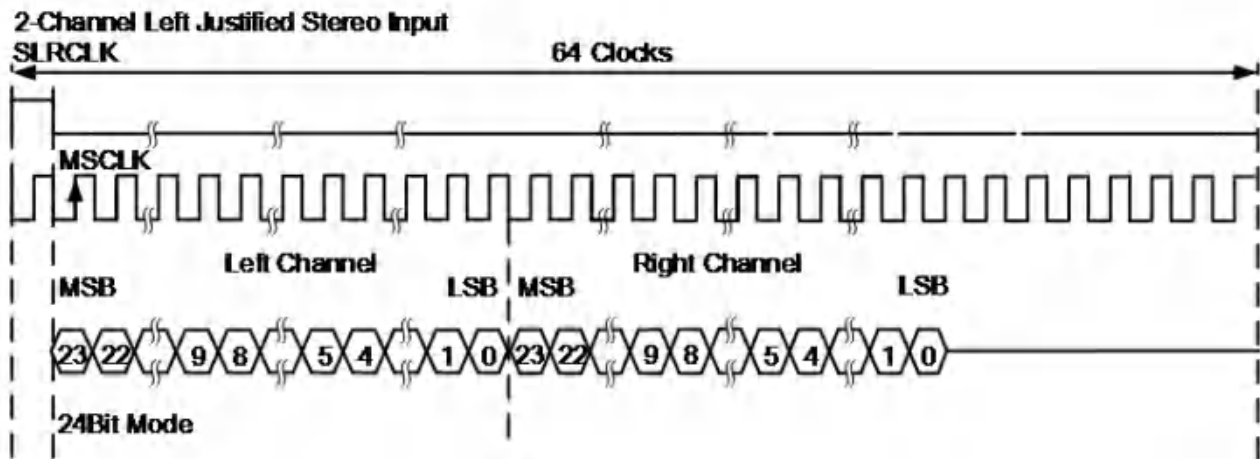 2-Channel Left Justified Stereo Input
SLRCLK 64 Clocks
MSCLK
Left Channel Right Channel
MSB LSB MSB LSB
23 22 9 8 5 4 1 0 23 22 9 8 5 4 1 0
24Bit Mode